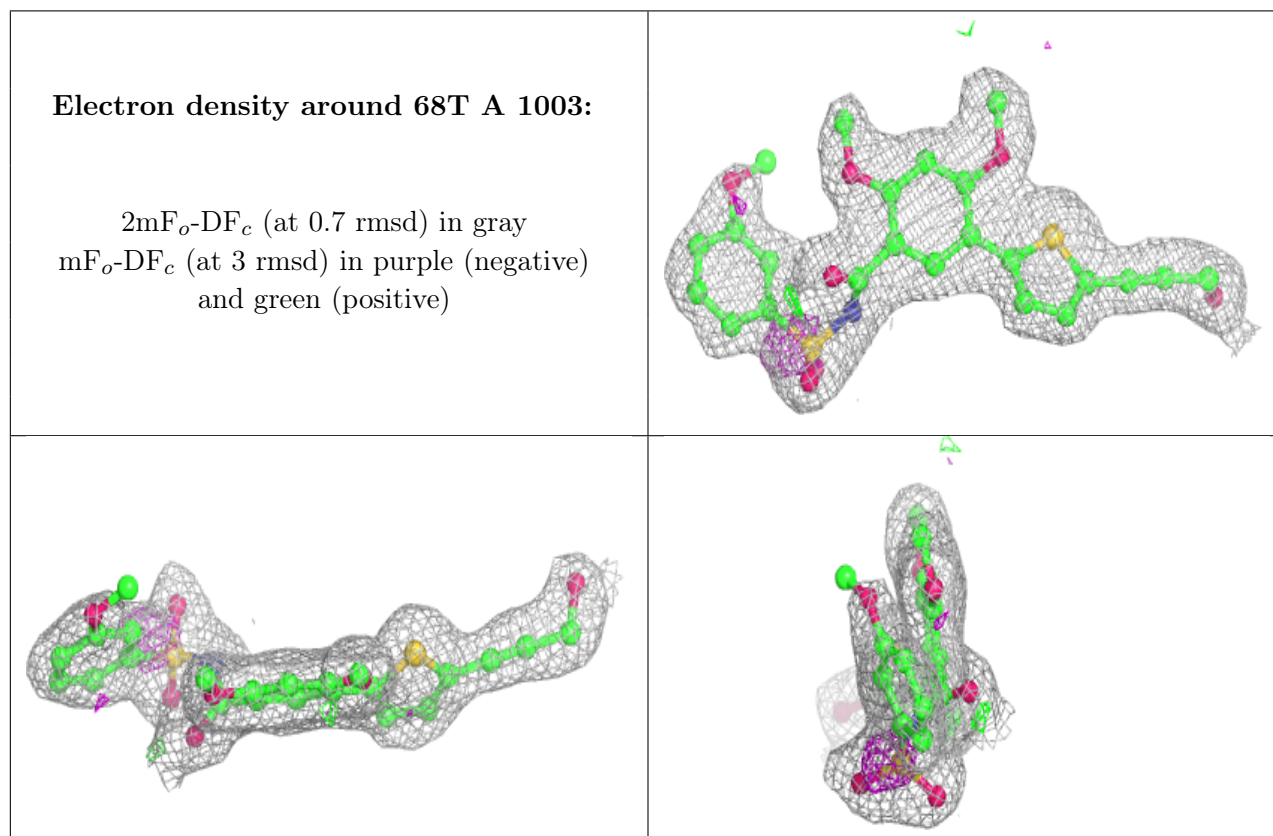 Electron density around 68T A 1003:
2mFo-DFc (at 0.7 rmsd) in gray
mFo-DFc (at 3 rmsd) in purple (negative)
and green (positive)